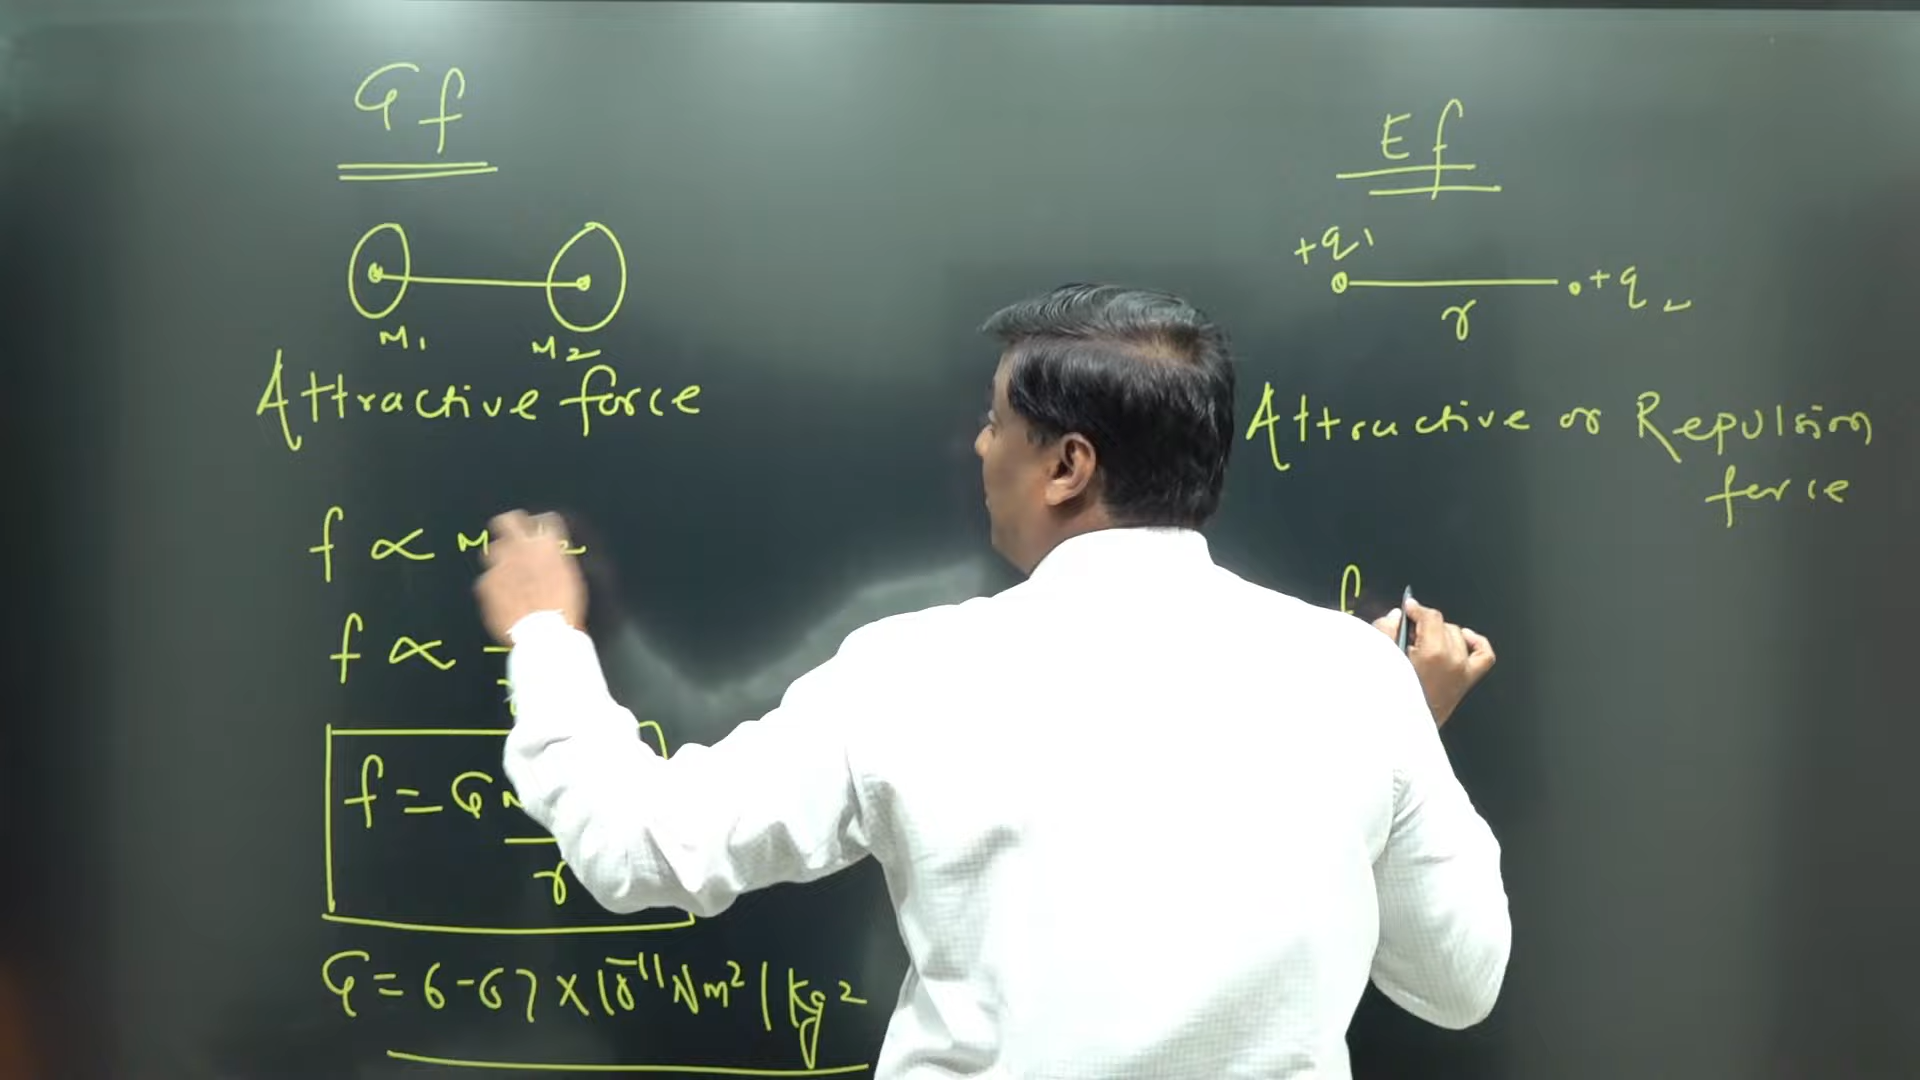 Gf
M1 M2
Attractive force
f ∝
f ∝
f = G
r
G = 6-67 × 10^-11 Nm² / kg²
Ef
+q1 +q2
r
Attractive or Repulsion
force
f